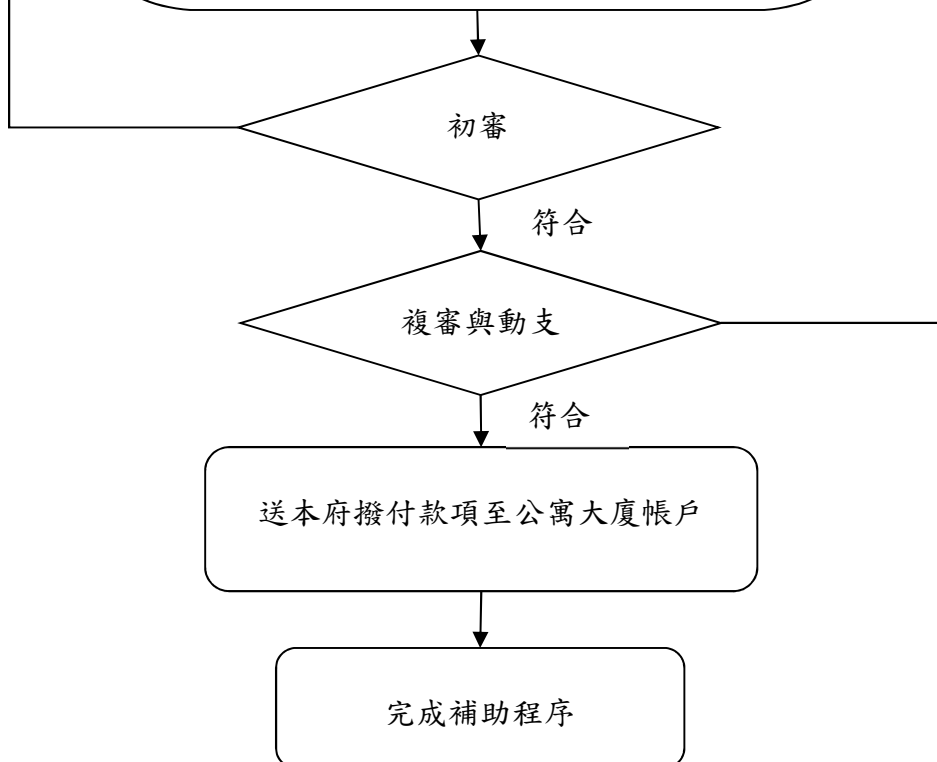 初審
符合
複審與動支
符合
送本府撥付款項至公寓大廈帳戶
完成補助程序